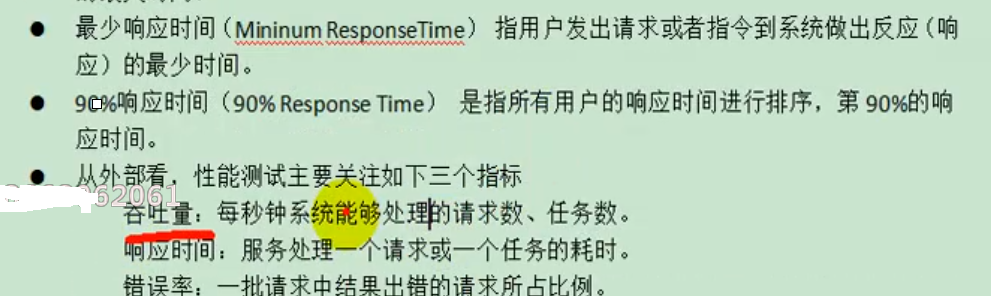 ● 最少响应时间（Mininum ResponseTime） 指用户发出请求或者指令到系统做出反应（响
应）的最少时间。
● 90%响应时间（90% Response Time） 是指所有用户的响应时间进行排序，第 90%的响
应时间。
● 从外部看，性能测试主要关注如下三个指标
62061
吞吐量：每秒钟系统能够处理的请求数、任务数。
响应时间：服务处理一个请求或一个任务的耗时。
错误率：一批请求中结果出错的请求所占比例。